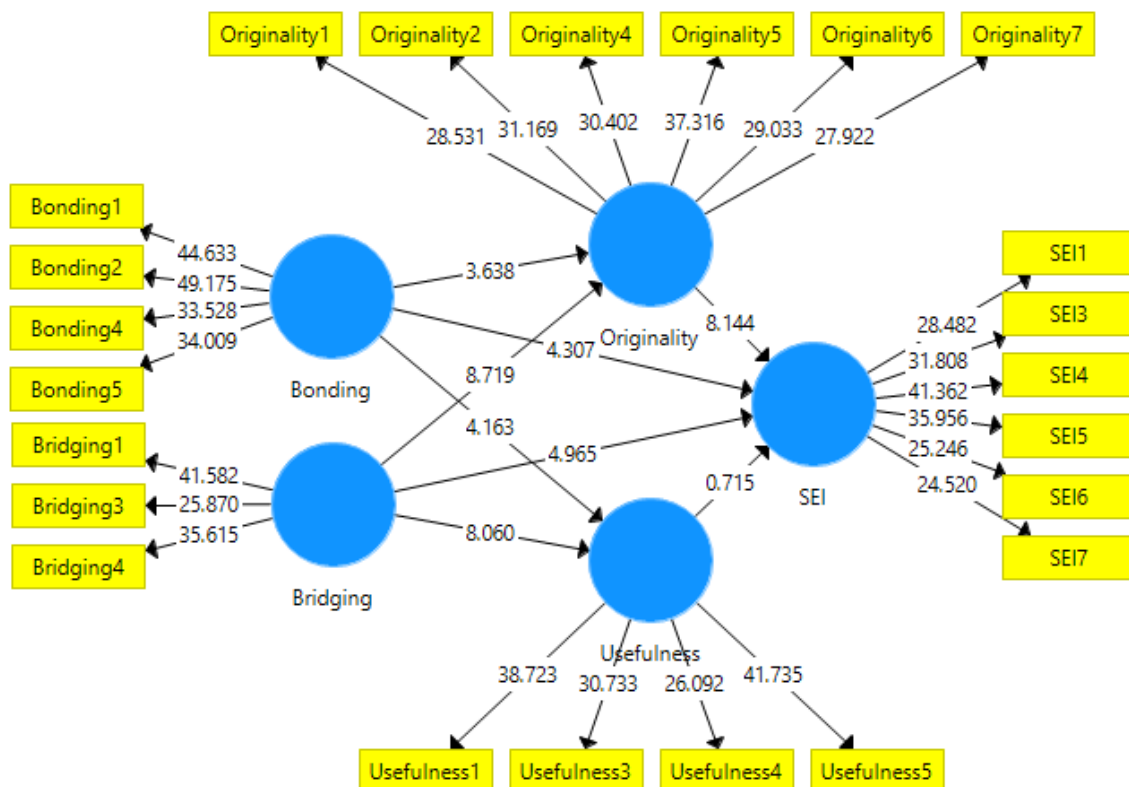 Originality1 Originality2 Originality4 Originality5 Originality6 Originality7
28.531 31.169 30.402 37.316 29.033 27.922
Bonding1
Bonding2
Bonding4
Bonding5
44.633
49.175
33.528
34.009
Bonding
3.638
4.307
4.163
Originality
8.144
Bridging1
Bridging3
Bridging4
41.582
25.870
35.615
Bridging
8.719
4.965
8.060
Usefulness
0.715
SEI
28.482
31.808
41.362
35.956
25.246
24.520
SEI1
SEI3
SEI4
SEI5
SEI6
SEI7
38.723 30.733 26.092 41.735
Usefulness1 Usefulness3 Usefulness4 Usefulness5